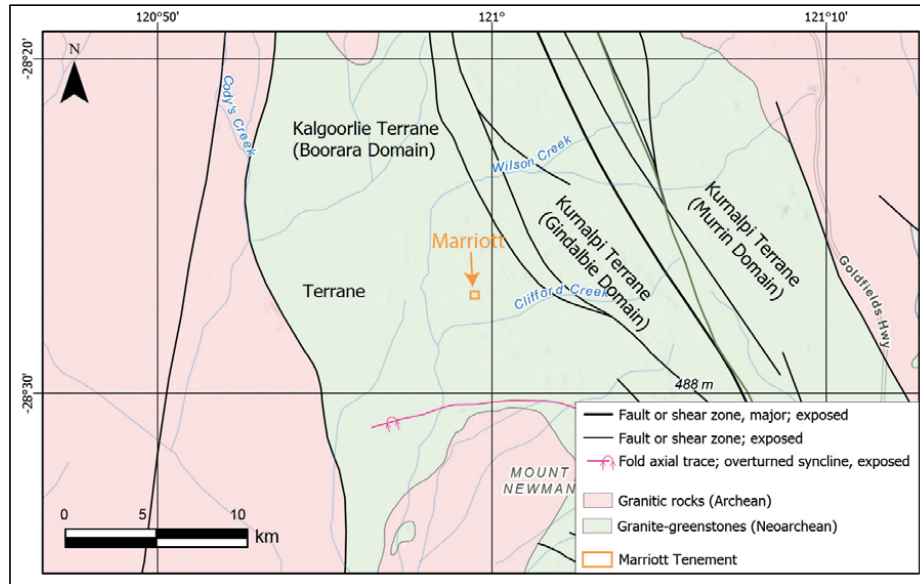 120°50'
121°
121°10'
-28°20'
N
Cody's Creek
Kalgoorlie Terrane
(Boorara Domain)
Wilson Creek
Kurnalpi Terrane
(Gindalbie
Domain)
Kurnalpi Terrane
(Murrin Domain)
Marriott
Terrane
Clifford Creek
Goldfields Hwy
488 m
-28°30'
MOUNT
NEWMAN
0 5 10
km
Fault or shear zone, major; exposed
Fault or shear zone; exposed
Fold axial trace; overturned syncline, exposed
Granitic rocks (Archean)
Granite-greenstones (Neoarchean)
Marriott Tenement